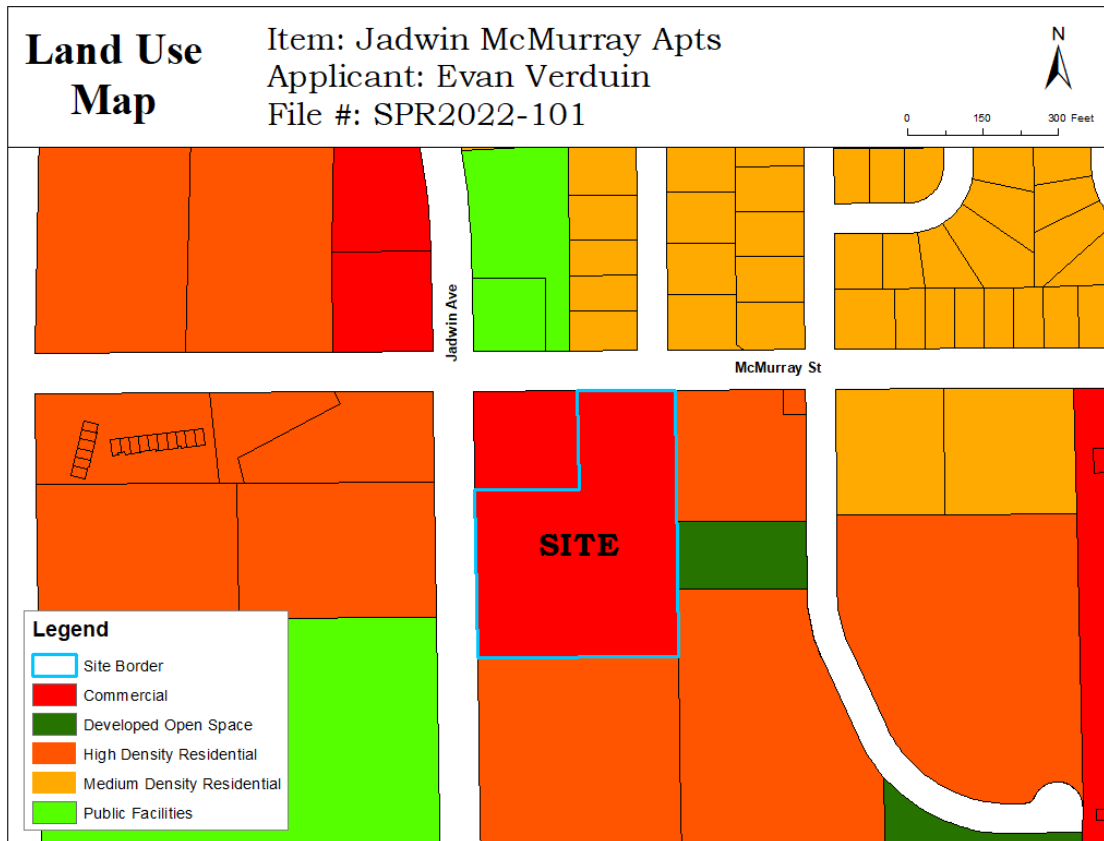 Land Use
Map
Item: Jadwin McMurray Apts
Applicant: Evan Verduin
File #: SPR2022-101
N
0 150 300 Feet
Jadwin Ave
McMurray St
SITE
Legend
Site Border
Commercial
Developed Open Space
High Density Residential
Medium Density Residential
Public Facilities